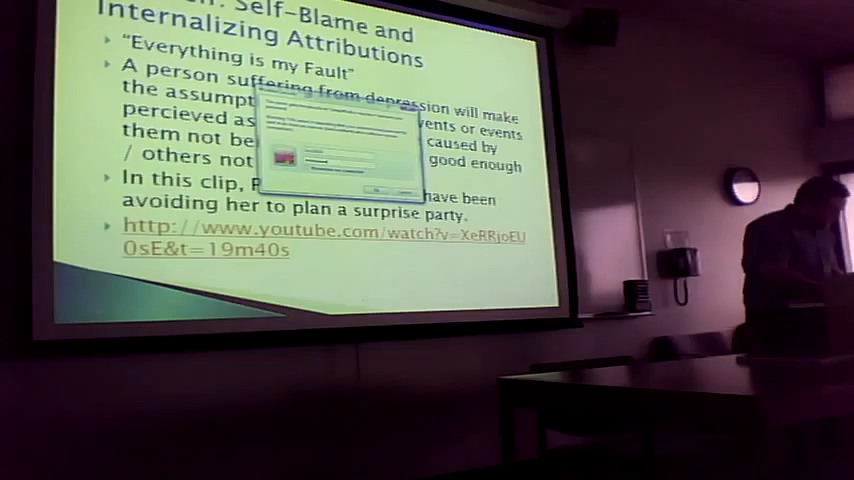 Self-Blame and
Internalizing Attributions
"Everything is my Fault"
A person suffering from depression will make
the assumpt vents or events
percieved as caused by
them not be good enough
/ others not
In this clip, have been
avoiding her to plan a surprise party.
http://www.youtube.com/watch?v=XeRRjoEU
0sE&t=19m40s